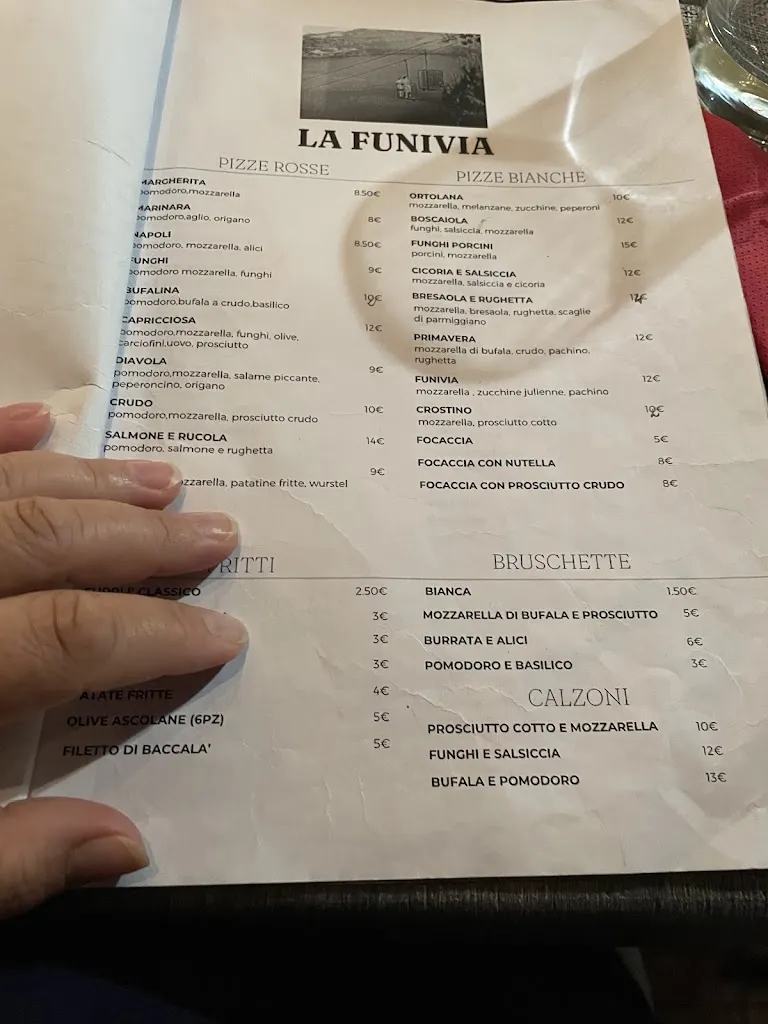 LA FUNIVIA
PIZZE ROSSE
MARGHERITA
pomodoro,mozzarella 8.50€
MARINARA
pomodoro,aglio, origano 8€
NAPOLI
pomodoro, mozzarella, alici 8.50€
FUNGHI
pomodoro mozzarella, funghi 9€
BUFALINA
pomodoro,bufala a crudo,basilico
CAPRICCIOSA
pomodoro,mozzarella, funghi, olive, 12€
carciofini,uovo, prosciutto
DIAVOLA
pomodoro,mozzarella, salame piccante, 9€
peperoncino, origano
CRUDO
pomodoro,mozzarella, prosciutto crudo 10€
SALMONE E RUCOLA
pomodoro, salmone e rughetta 14€
ozzarella, patatine fritte, wurstel 9€
PIZZE BIANCHE
ORTOLANA 10€
mozzarella, melanzane, zucchine, peperoni
BOSCAIOLA 12€
funghi, salsiccia, mozzarella
FUNGHI PORCINI 15€
porcini, mozzarella
CICORIA E SALSICCIA 12€
mozzarella, salsiccia e cicoria
BRESAOLA E RUGHETTA
mozzarella, bresaola, rughetta, scaglie
di parmiggiano
PRIMAVERA 12€
mozzarella di bufala, crudo, pachino,
rughetta
FUNIVIA 12€
mozzarella , zucchine julienne, pachino
CROSTINO
mozzarella, prosciutto cotto
FOCACCIA 5€
FOCACCIA CON NUTELLA 8€
FOCACCIA CON PROSCIUTTO CRUDO 8€
FRITTI
SUPPLI' CLASSICO 2.50€
3€
3€
3€
ATATE FRITTE 4€
OLIVE ASCOLANE (6PZ) 5€
FILETTO DI BACCALA' 5€
BRUSCHETTE
BIANCA 1.50€
MOZZARELLA DI BUFALA E PROSCIUTTO 5€
BURRATA E ALICI 6€
POMODORO E BASILICO 3€
CALZONI
PROSCIUTTO COTTO E MOZZARELLA 10€
FUNGHI E SALSICCIA 12€
BUFALA E POMODORO 13€